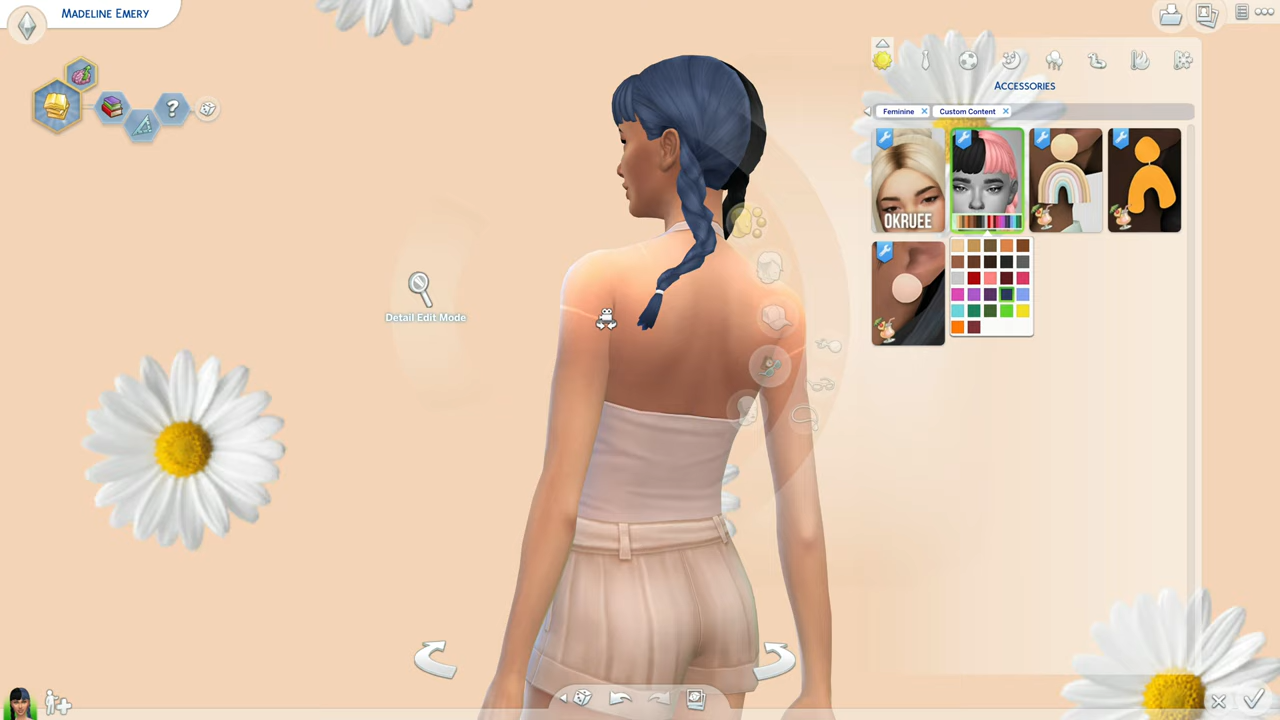 Madeline Emery
Accessories
Feminine
Custom Content
OKRUEE
?
Detail Edit Mode